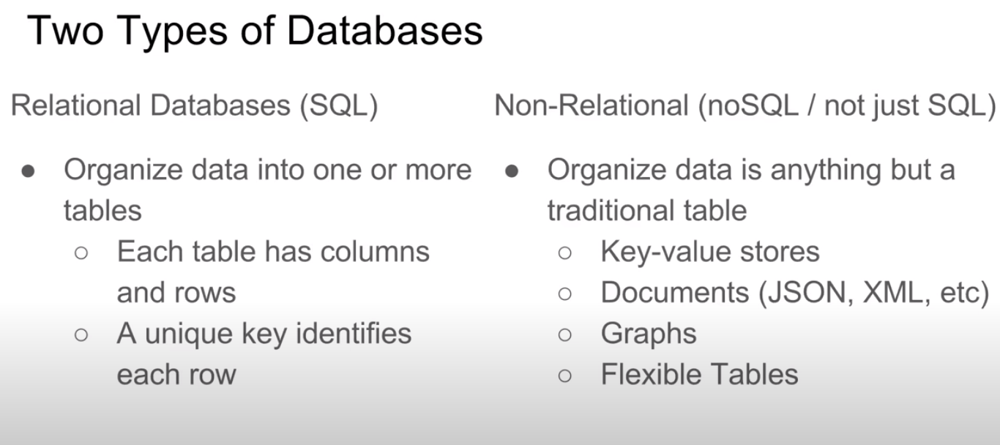 Two Types of Databases
Relational Databases (SQL)
● Organize data into one or more
tables
○ Each table has columns
and rows
○ A unique key identifies
each row
Non-Relational (noSQL / not just SQL)
● Organize data is anything but a
traditional table
○ Key-value stores
○ Documents (JSON, XML, etc)
○ Graphs
○ Flexible Tables